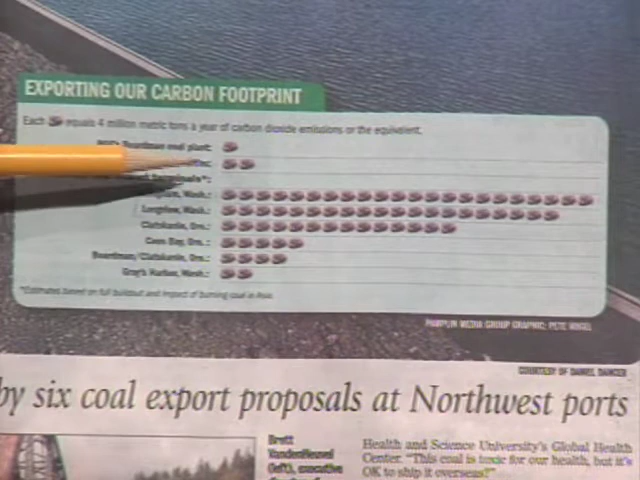 EXPORTING OUR CARBON FOOTPRINT
Each equals 4 million metric tons a year of carbon dioxide emissions or the equivalent.
Boardman coal plant:
Wash.:
Longview, Wash.:
Clatskanie, Ore.:
Coos Bay, Ore.:
Boardman/Clatskanie, Ore.:
Gray's Harbor, Wash.:
*Estimates based on full buildout and impact of burning coal in Asia
PAMPLIN MEDIA GROUP GRAPHIC: PETE VOGEL
COURTESY OF DANIEL DANCER
by six coal export proposals at Northwest ports
Brett
VandenHeuvel
(left), executive
Health and Science University's Global Health
Center. "This coal is toxic for our health, but it's
OK to ship it overseas!"